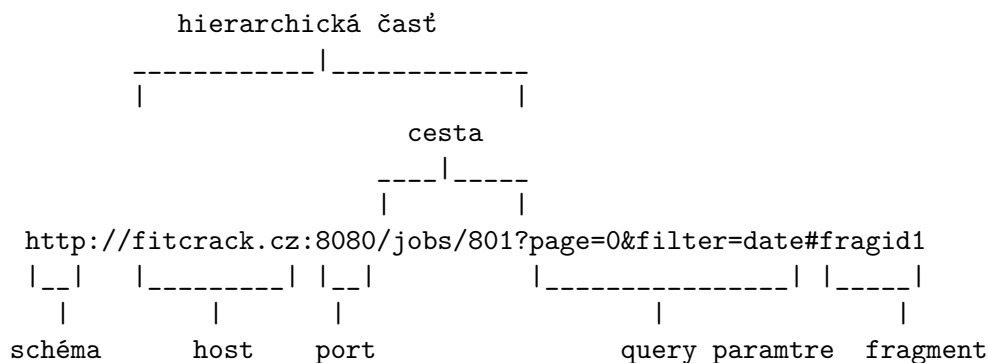 hierarchická časť
cesta
http://fitcrack.cz:8080/jobs/801?page=0&filter=date#fragid1
schéma host port query paramtre fragment